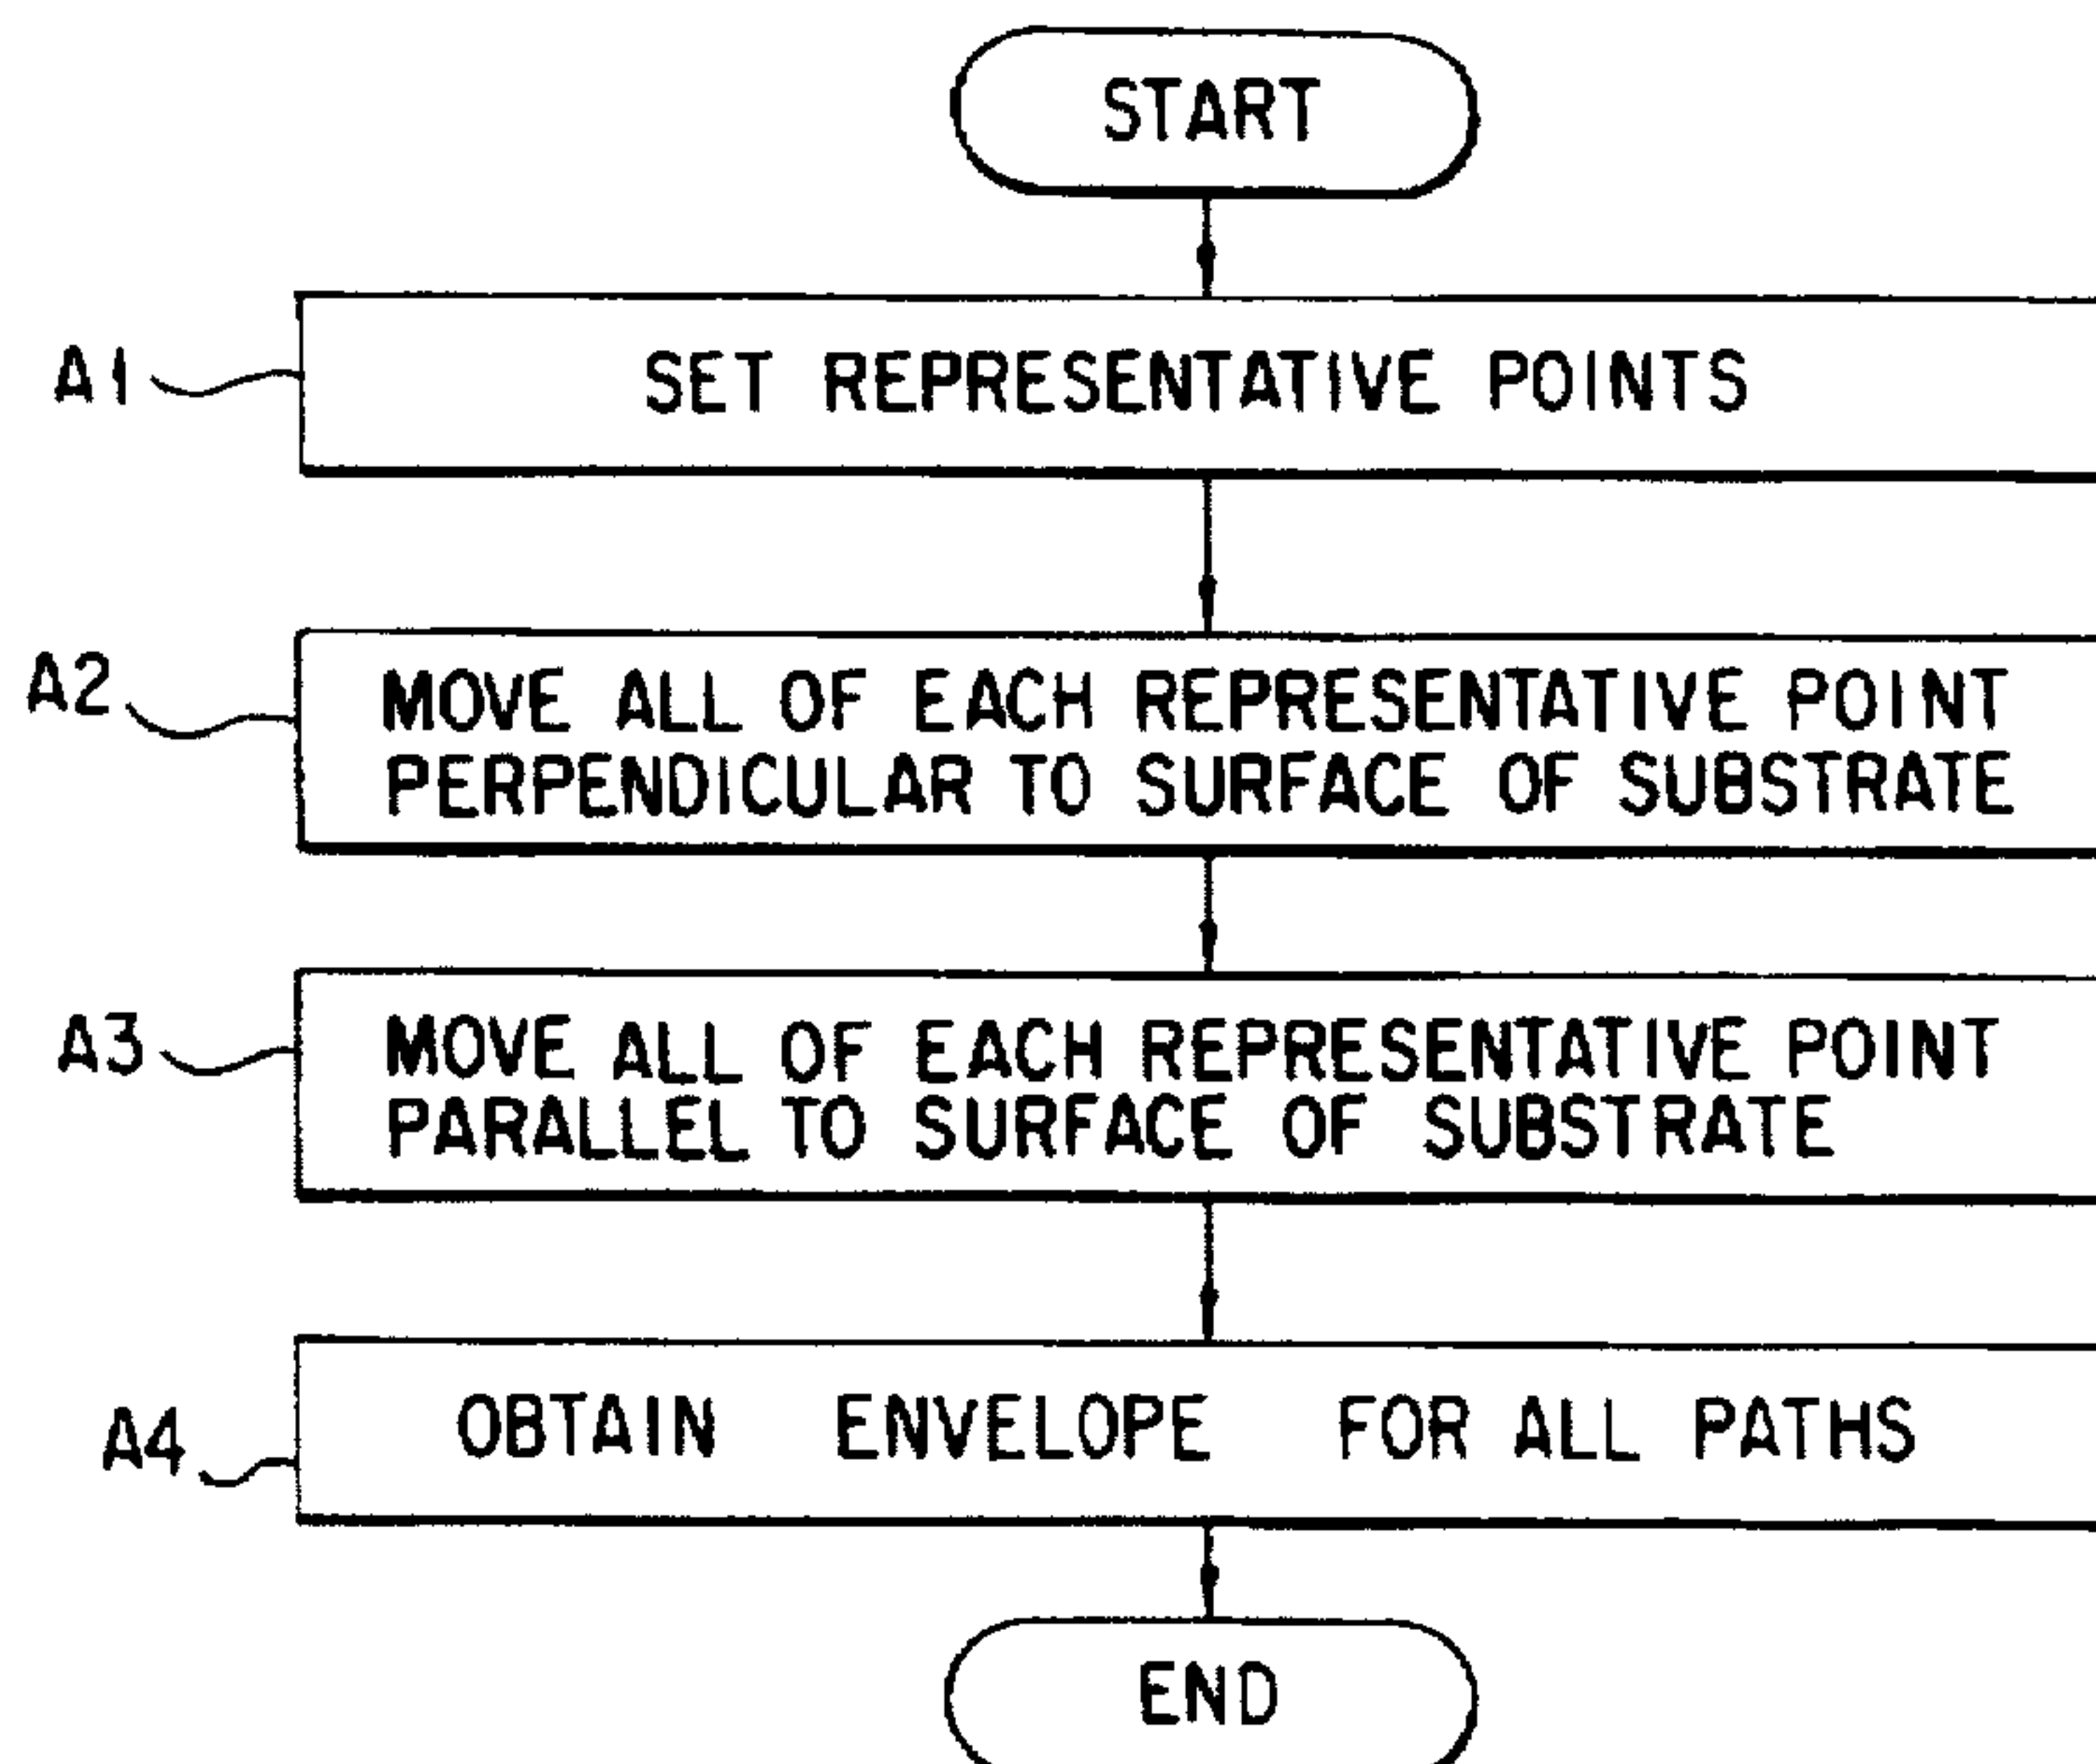 START
A1
SET REPRESENTATIVE POINTS
A2
MOVE ALL OF EACH REPRESENTATIVE POINT
PERPENDICULAR TO SURFACE OF SUBSTRATE
A3
MOVE ALL OF EACH REPRESENTATIVE POINT
PARALLEL TO SURFACE OF SUBSTRATE
A4
OBTAIN ENVELOPE FOR ALL PATHS
END